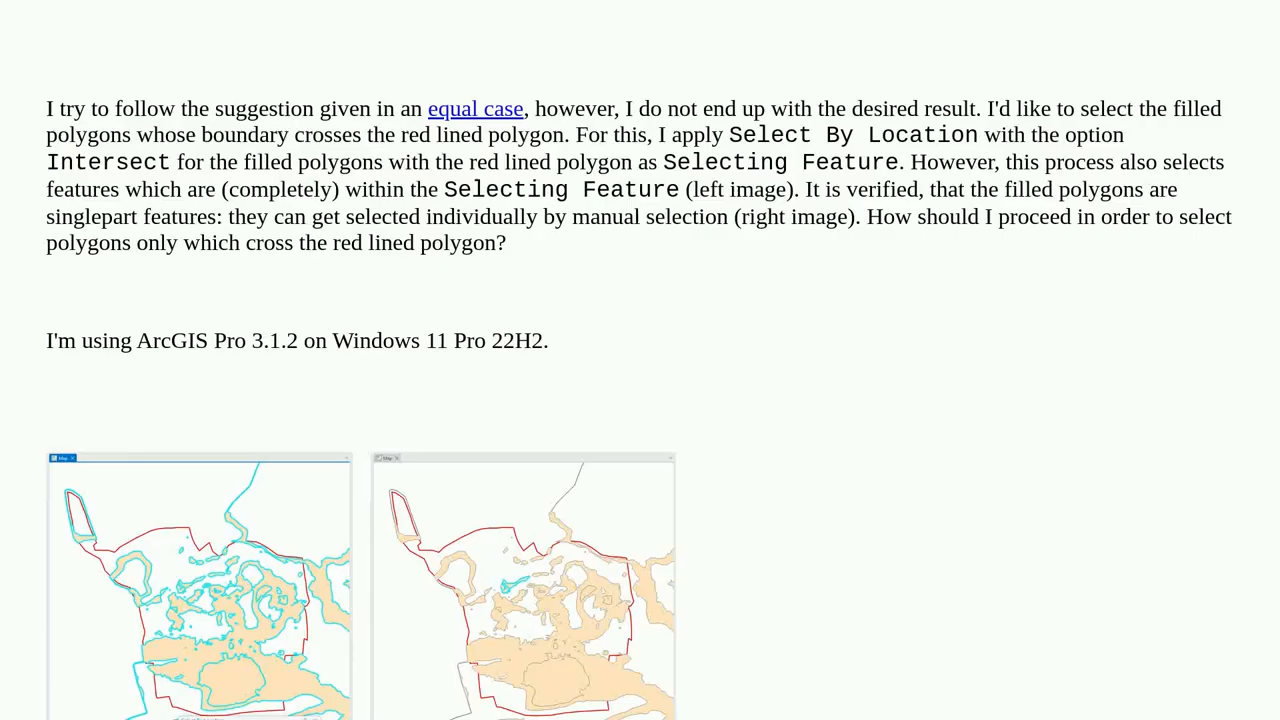 I try to follow the suggestion given in an equal case, however, I do not end up with the desired result. I'd like to select the filled
polygons whose boundary crosses the red lined polygon. For this, I apply Select By Location with the option
Intersect for the filled polygons with the red lined polygon as Selecting Feature. However, this process also selects
features which are (completely) within the Selecting Feature (left image). It is verified, that the filled polygons are
singlepart features: they can get selected individually by manual selection (right image). How should I proceed in order to select
polygons only which cross the red lined polygon?
I'm using ArcGIS Pro 3.1.2 on Windows 11 Pro 22H2.
Map Map